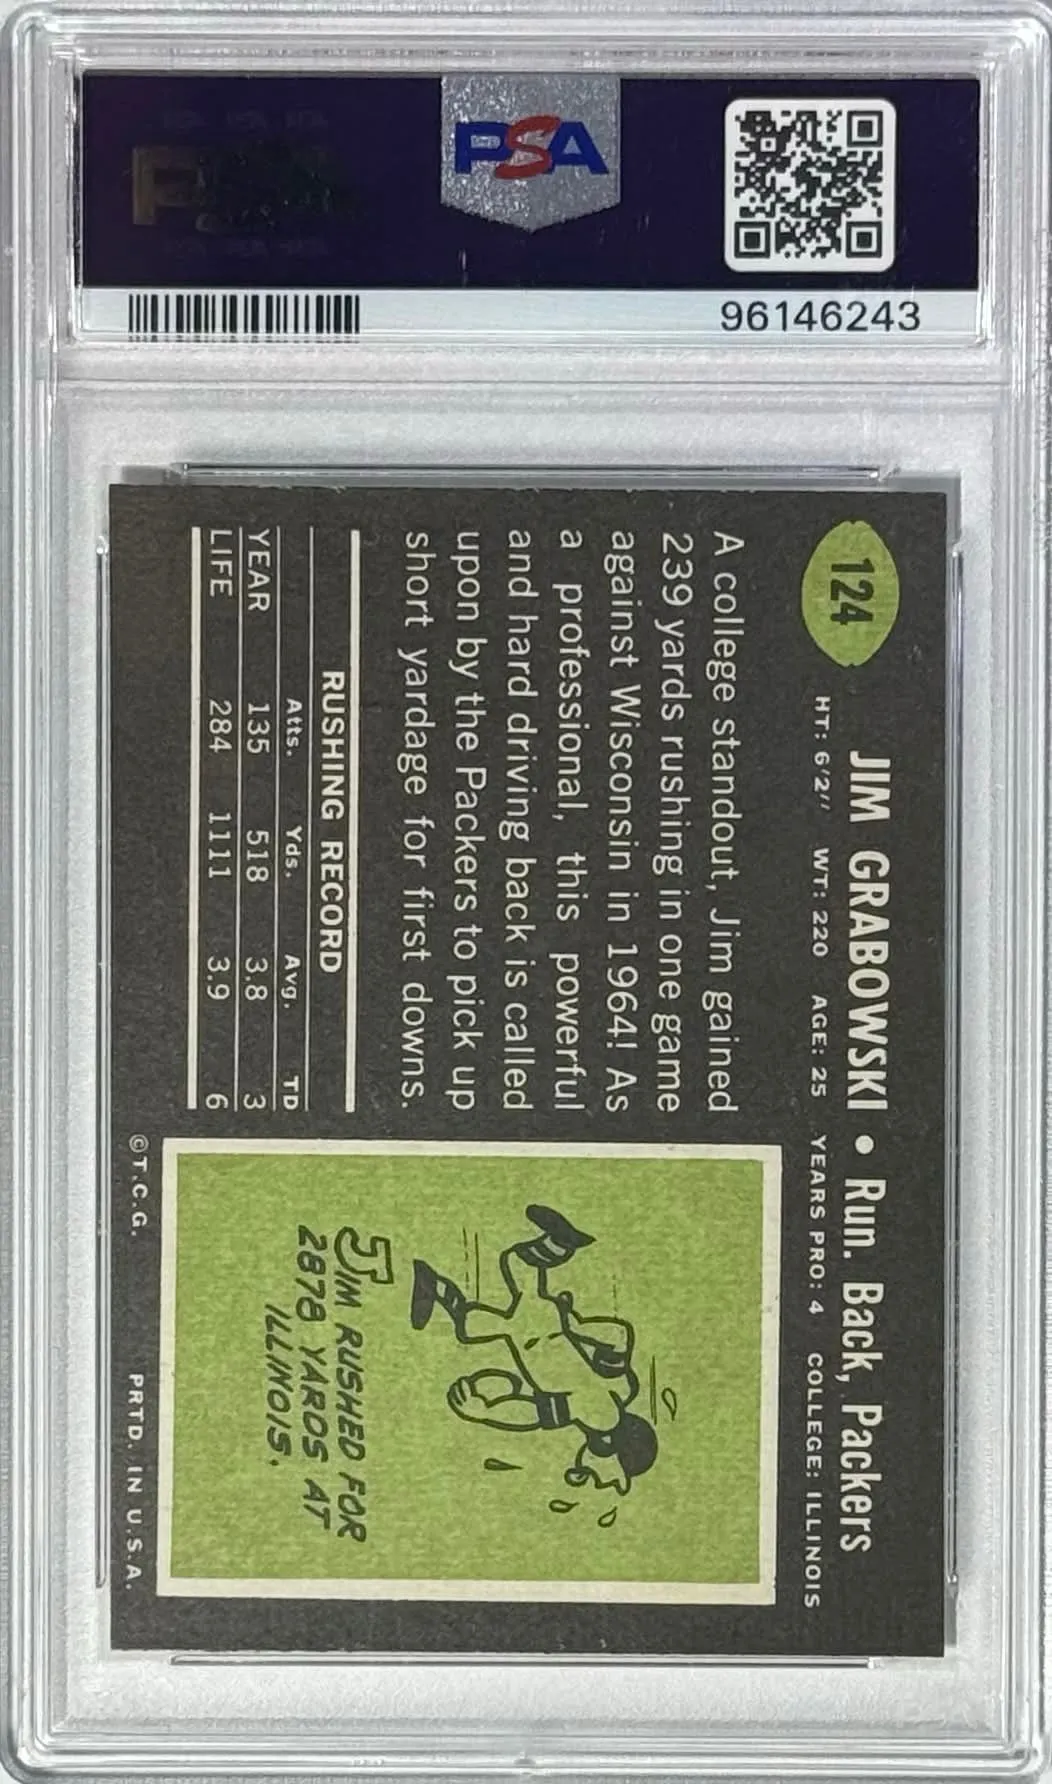 PSA
96146243
124
JIM GRABOWSKI • Run. Back, Packers
HT: 6'2" WT: 220 AGE: 25 YEARS PRO: 4 COLLEGE: ILLINOIS
A college standout, Jim gained
239 yards rushing in one game
against Wisconsin in 1964! As
a professional, this powerful
and hard driving back is called
upon by the Packers to pick up
short yardage for first downs.
RUSHING RECORD
Atts. Yds. Avg. TD
YEAR 135 518 3.8 3
LIFE 284 1111 3.9 6
JIM RUSHED FOR
2878 YARDS AT
ILLINOIS.
©T.C.G. PRTD. IN U.S.A.